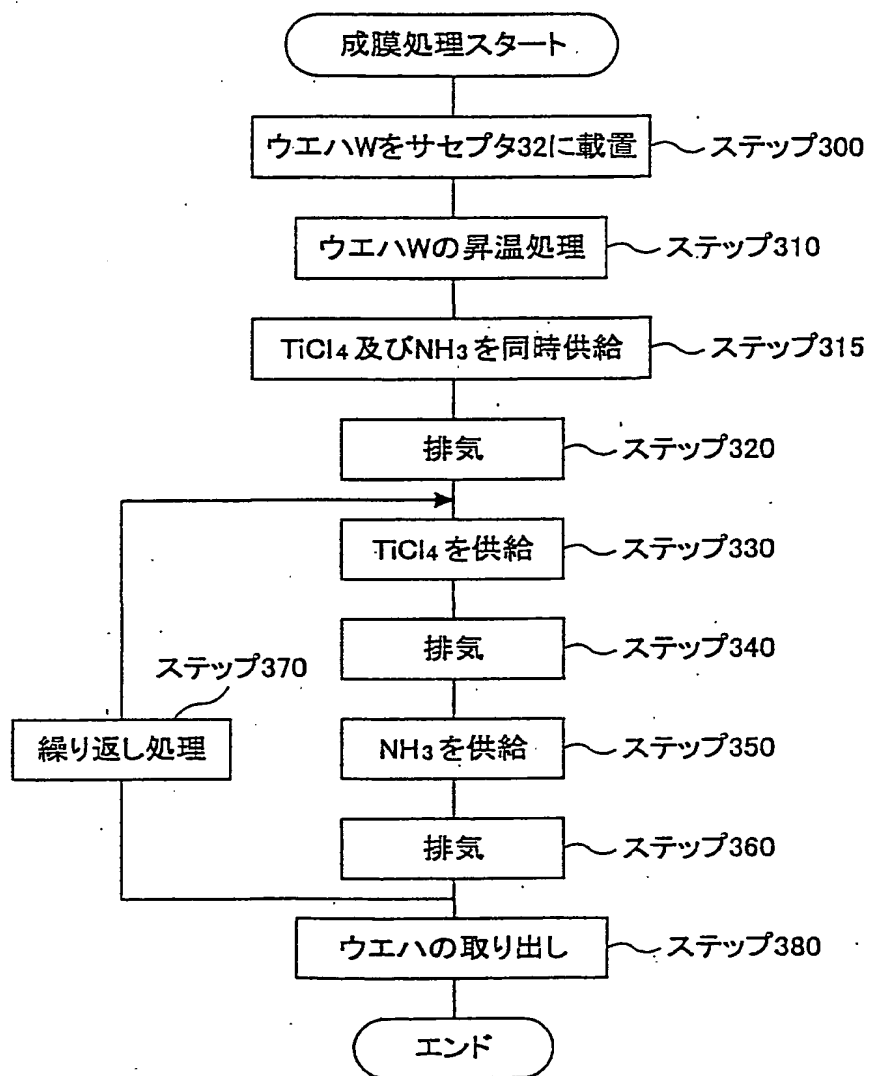 成膜処理スタート
ウエハWをサセプタ32に載置
ステップ300
ウエハWの昇温処理
ステップ310
TiCl4及びNH3を同時供給
ステップ315
排気
ステップ320
TiCl4を供給
ステップ330
排気
ステップ340
ステップ370
繰り返し処理
NH3を供給
ステップ350
排気
ステップ360
ウエハの取り出し
ステップ380
エンド